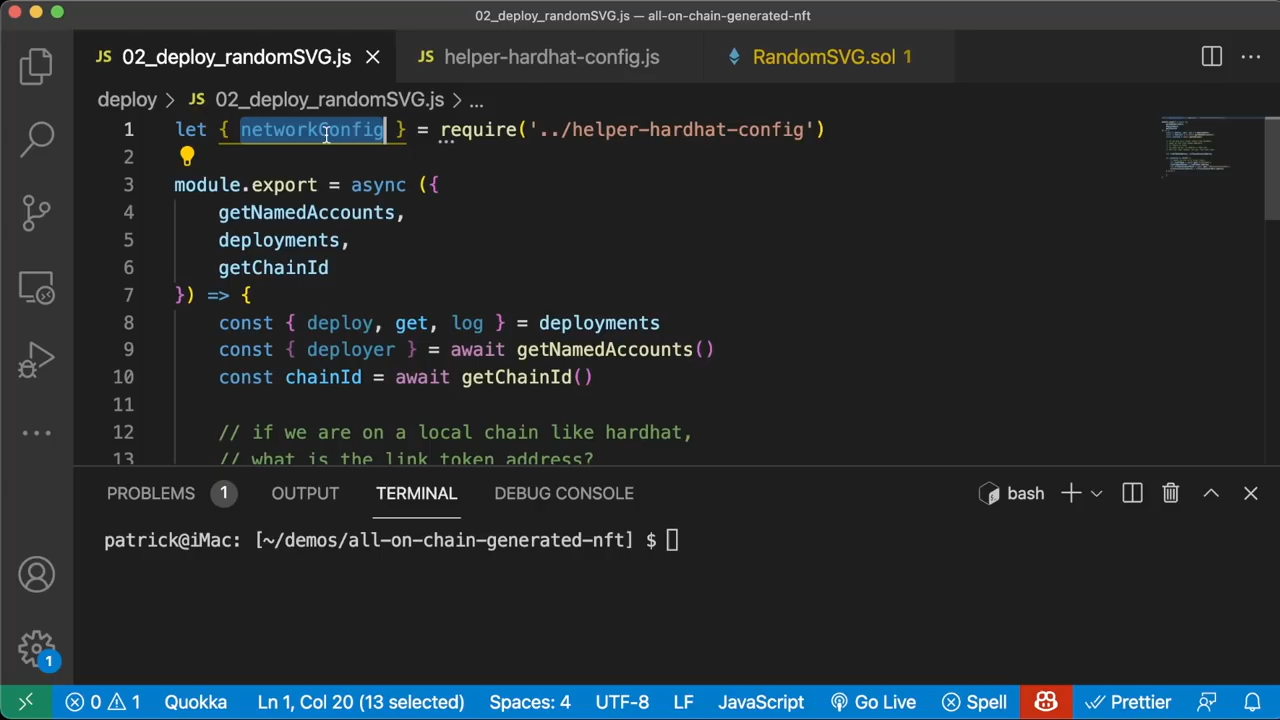 02_deploy_randomSVG.js — all-on-chain-generated-nft
JS 02_deploy_randomSVG.js
JS helper-hardhat-config.js
RandomSVG.sol 1
deploy > JS 02_deploy_randomSVG.js > ...
1 let { networkConfig } = require('../helper-hardhat-config')
2
3 module.export = async ({
4 getNamedAccounts,
5 deployments,
6 getChainId
7 }) => {
8 const { deploy, get, log } = deployments
9 const { deployer } = await getNamedAccounts()
10 const chainId = await getChainId()
11
12 // if we are on a local chain like hardhat,
13 // what is the link token address?
PROBLEMS 1 OUTPUT TERMINAL DEBUG CONSOLE bash
patrick@iMac: [~/demos/all-on-chain-generated-nft] $
1
0 1 Quokka Ln 1, Col 20 (13 selected) Spaces: 4 UTF-8 LF JavaScript Go Live Spell Prettier